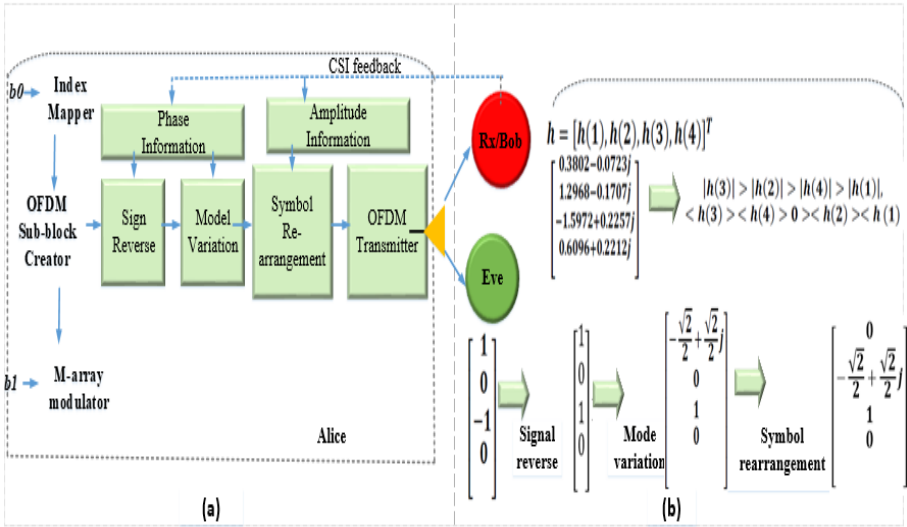 CSI feedback
b0
Index
Mapper
Phase
Information
Amplitude
Information
Rx/Bob
OFDM
Sub-block
Creator
Sign
Reverse
Model
Variation
Symbol
Re-
arrangement
OFDM
Transmitter
Eve
b1
M-array
modulator
Alice
(a)
h = [h(1), h(2), h(3), h(4)]^T
0.3802−0.0723j
1.2968−0.1707j
−1.5972+0.2257j
0.6096+0.2212j
|h(3)| > |h(2)| > |h(4)| > |h(1)|,
< h(3) > < h(4) > 0 > < h(2) > < h (1)
1
0
−1
0
Signal
reverse
1
0
1
0
Mode
variation
−√2/2 + √2/2 j
0
1
0
Symbol
rearrangement
0
−√2/2 + √2/2 j
1
0
(b)